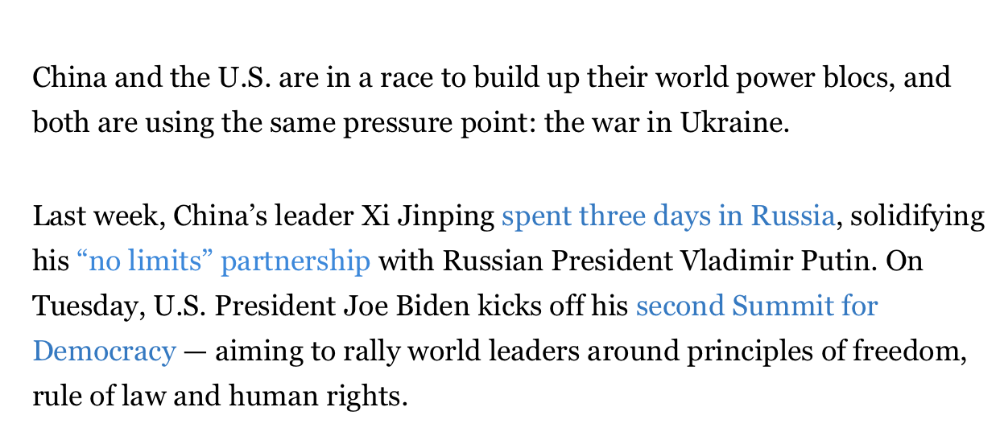 China and the U.S. are in a race to build up their world power blocs, and
both are using the same pressure point: the war in Ukraine.
Last week, China’s leader Xi Jinping spent three days in Russia, solidifying
his “no limits” partnership with Russian President Vladimir Putin. On
Tuesday, U.S. President Joe Biden kicks off his second Summit for
Democracy — aiming to rally world leaders around principles of freedom,
rule of law and human rights.